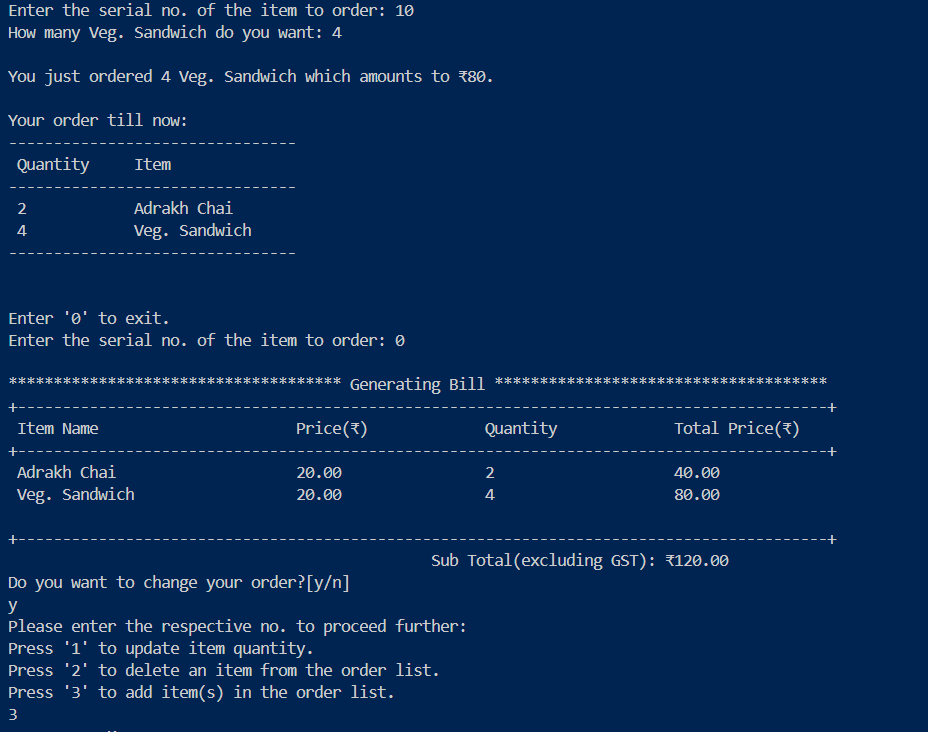 Enter the serial no. of the item to order: 10
How many Veg. Sandwich do you want: 4
You just ordered 4 Veg. Sandwich which amounts to ₹80.
Your order till now:
--------------------------------
Quantity     Item
--------------------------------
2            Adrakh Chai
4            Veg. Sandwich
--------------------------------
Enter '0' to exit.
Enter the serial no. of the item to order: 0
************************************* Generating Bill *************************************
+------------------------------------------------------------------------------------------+
Item Name                      Price(₹)             Quantity             Total Price(₹)
+------------------------------------------------------------------------------------------+
Adrakh Chai                    20.00                2                    40.00
Veg. Sandwich                  20.00                4                    80.00
+------------------------------------------------------------------------------------------+
Sub Total(excluding GST): ₹120.00
Do you want to change your order?[y/n]
y
Please enter the respective no. to proceed further:
Press '1' to update item quantity.
Press '2' to delete an item from the order list.
Press '3' to add item(s) in the order list.
3